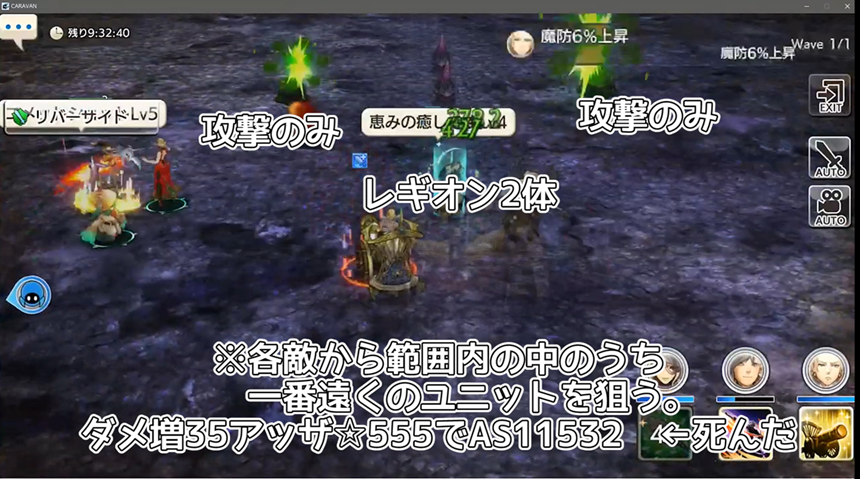 CARAVAN
残り9:32:40
魔防6%上昇
魔防6%上昇
Wave 1/1
EXIT
リバーサイド Lv5
攻撃のみ
恵みの癒し
攻撃のみ
AUTO
レギオン2体
AUTO
※各敵から範囲内の中のうち
一番遠くのユニットを狙う。
ダメ増35アッザ☆555でAS11532 ←死んだ